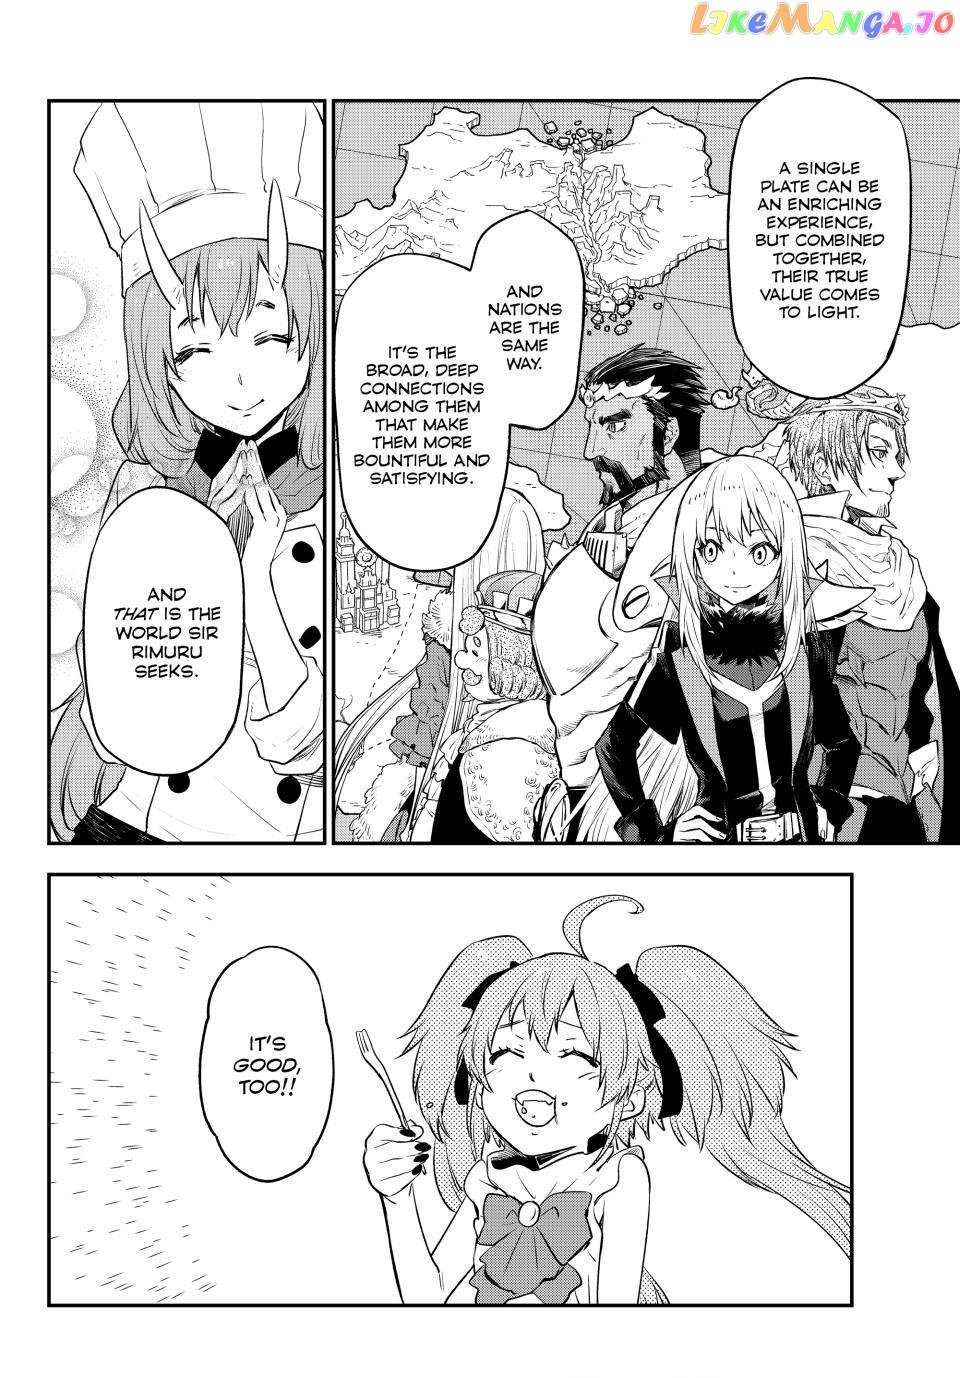 LIKEMANGA.IO
A SINGLE
PLATE CAN BE
AN ENRICHING
EXPERIENCE,
BUT COMBINED
TOGETHER,
THEIR TRUE
VALUE COMES
TO LIGHT.
AND
NATIONS
ARE THE
SAME
WAY.
IT'S THE
BROAD, DEEP
CONNECTIONS
AMONG THEM
THAT MAKE
THEM MORE
BOUNTIFUL AND
SATISFYING.
AND
THAT IS THE
WORLD SIR
RIMURU
SEEKS.
IT'S
GOOD,
TOO!!